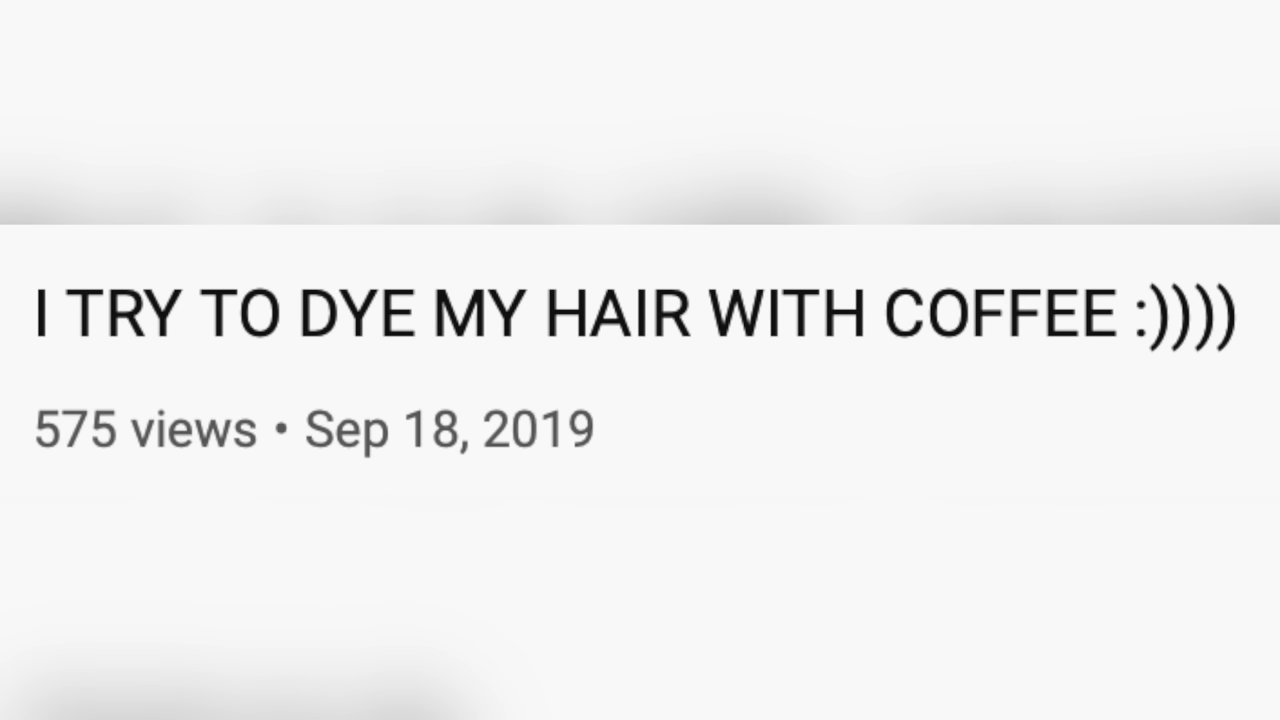 I TRY TO DYE MY HAIR WITH COFFEE :))))
575 views • Sep 18, 2019